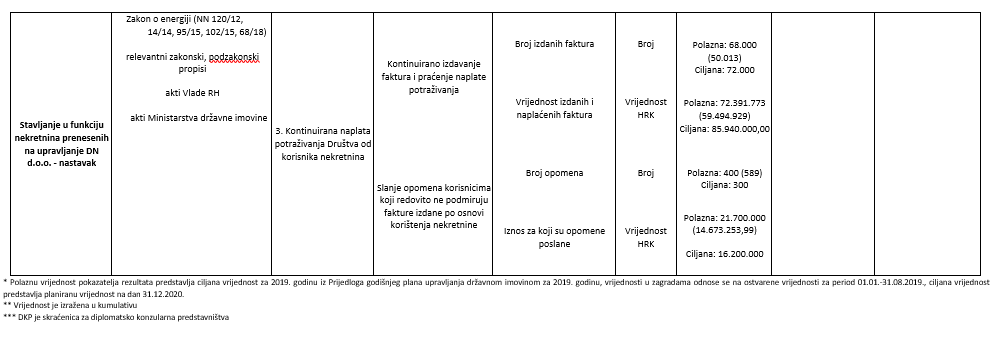 Stavljanje u funkciju
nekretnina prenesenih
na upravljanje DN
d.o.o. - nastavak
Zakon o energiji (NN 120/12,
14/14, 95/15, 102/15, 68/18)
relevantni zakonski, podzakonski
propisi
akti Vlade RH
akti Ministarstva državne imovine
3. Kontinuirana naplata
potraživanja Društva od
korisnika nekretnina
Kontinuirano izdavanje
faktura i praćenje naplate
potraživanja
Broj izdanih faktura
Broj
Polazna: 68.000
(50.013)
Ciljana: 72.000
Vrijednost izdanih i
naplaćenih faktura
Vrijednost
HRK
Polazna: 72.391.773
(59.494.929)
Ciljana: 85.940.000,00
Slanje opomena korisnicima
koji redovito ne podmiruju
fakture izdane po osnovi
korištenja nekretnine
Broj opomena
Broj
Polazna: 400 (589)
Ciljana: 300
Iznos za koji su opomene
poslane
Vrijednost
HRK
Polazna: 21.700.000
(14.673.253,99)
Ciljana: 16.200.000
* Polaznu vrijednost pokazatelja rezultata predstavlja ciljana vrijednost za 2019. godinu iz Prijedloga godišnjeg plana upravljanja državnom imovinom za 2019. godinu, vrijednosti u zagradama odnose se na ostvarene vrijednosti za period 01.01.-31.08.2019., ciljana vrijednost
predstavlja planiranu vrijednost na dan 31.12.2020.
** Vrijednost je izražena u kumulativu
*** DKP je skraćenica za diplomatsko konzularna predstavništva